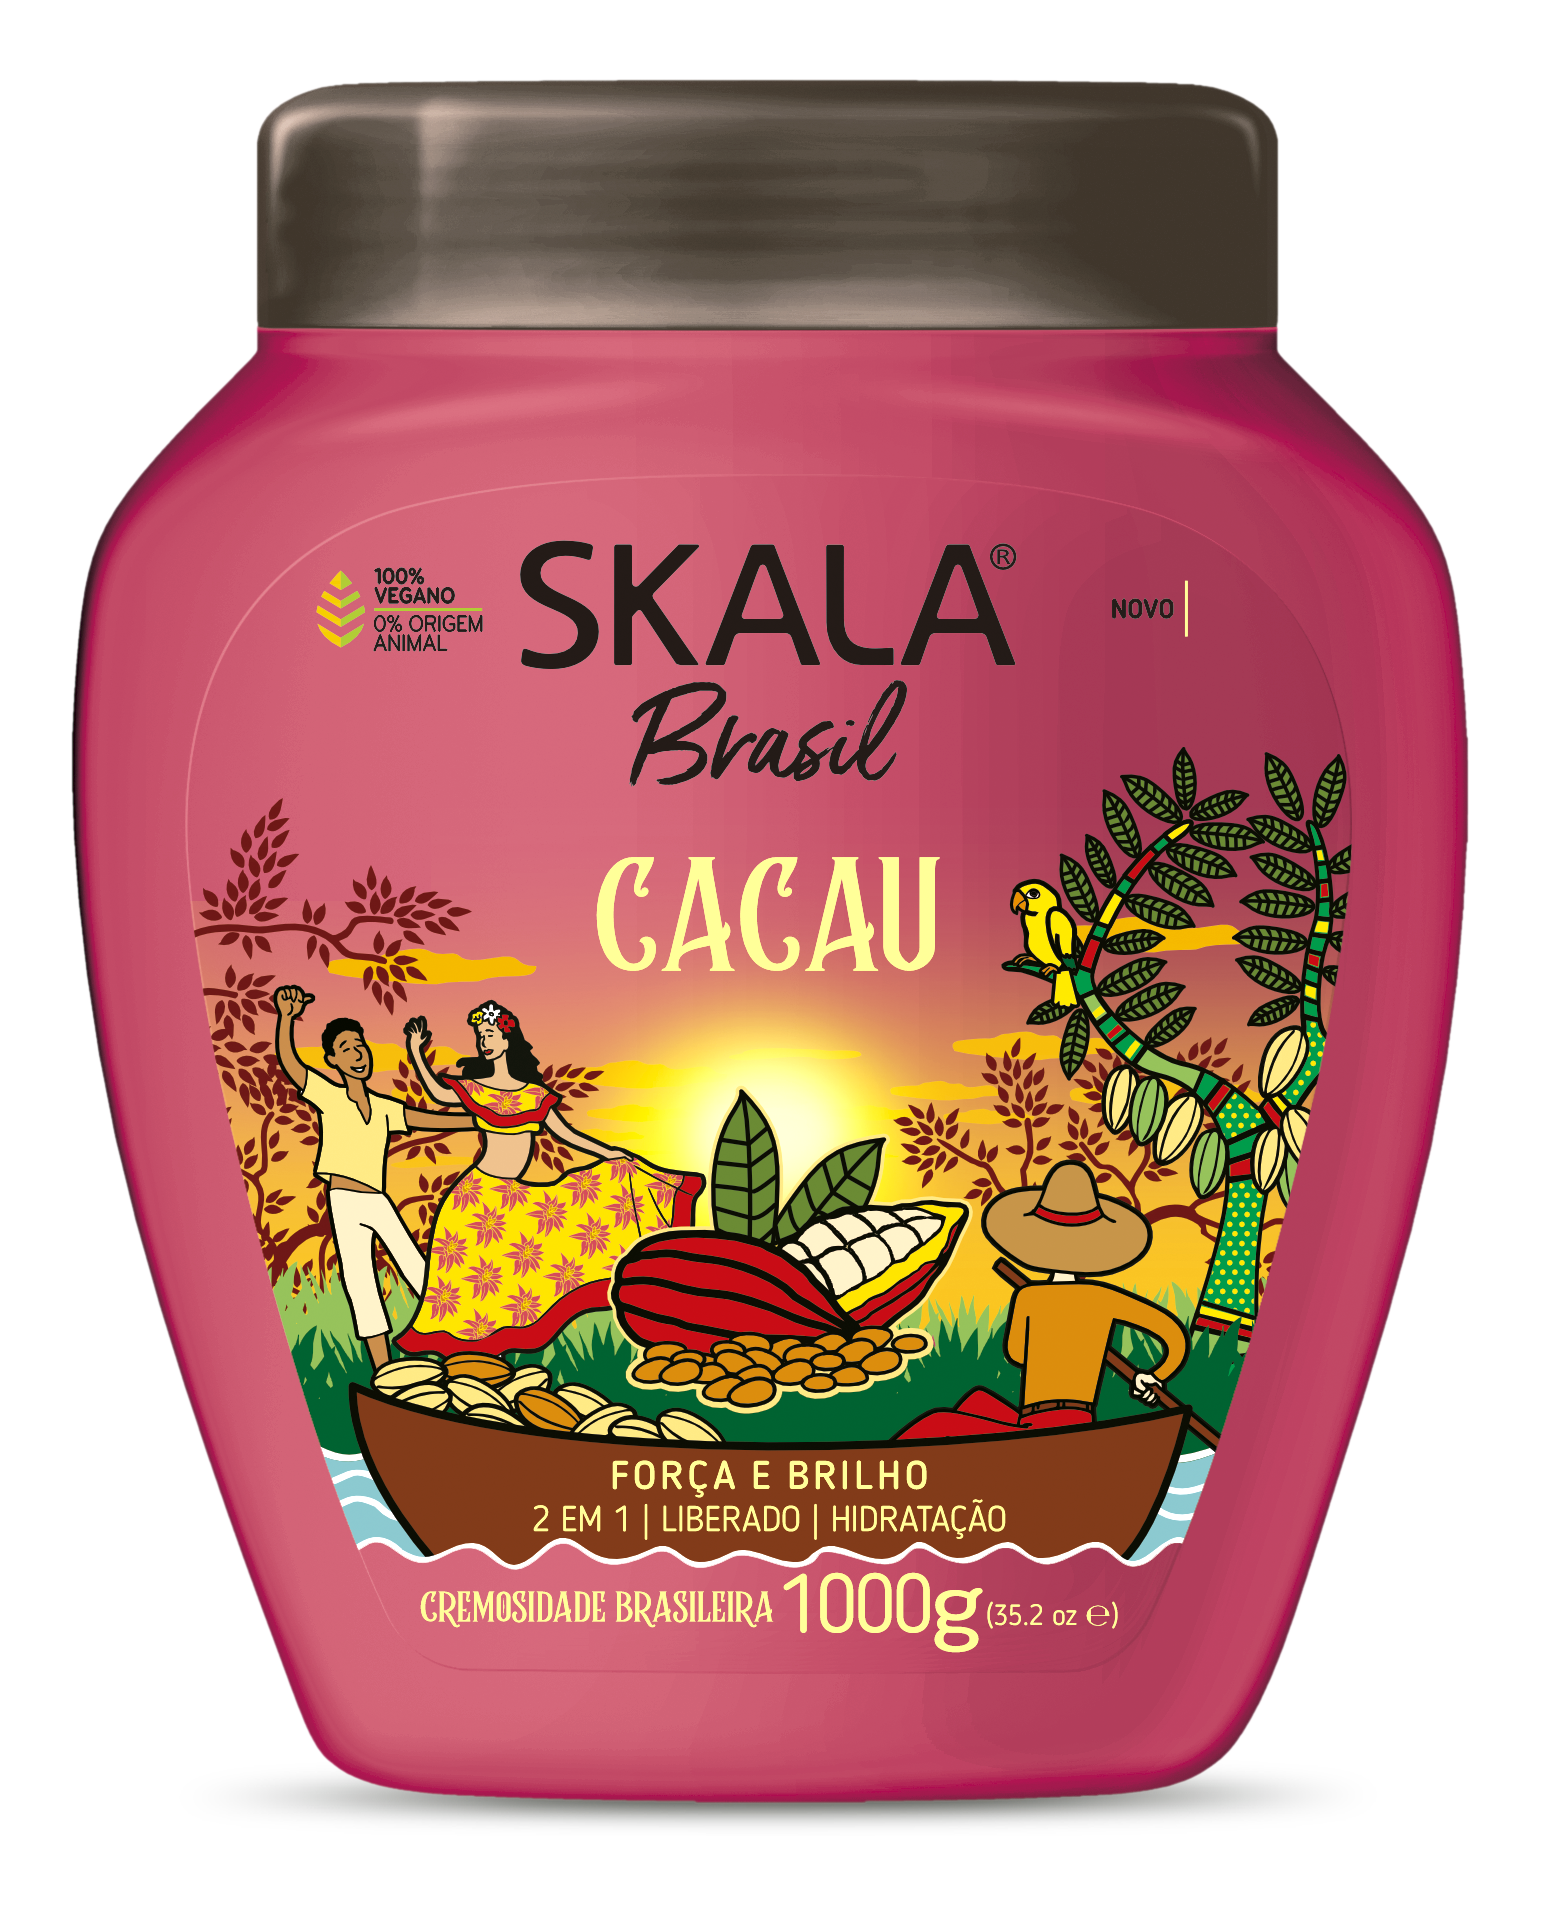 100%
VEGANO
0% ORIGEM
ANIMAL
SKALA®
Brasil
NOVO
CACAU
FORÇA E BRILHO
2 EM 1 | LIBERADO | HIDRATAÇÃO
CREMOSIDADE BRASILEIRA 1000g (35.2 oz ℮)